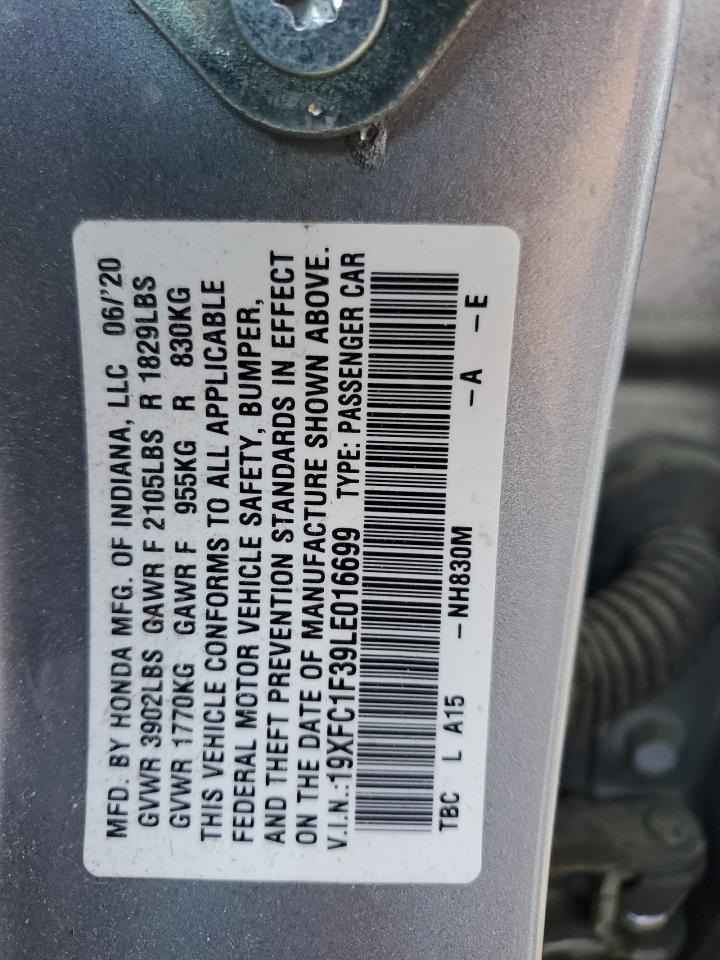 MFD. BY HONDA MFG. OF INDIANA, LLC 06/'20
GVWR 3902LBS GAWR F 2105LBS R 1829LBS
GVWR 1770KG GAWR F 955KG R 830KG
THIS VEHICLE CONFORMS TO ALL APPLICABLE
FEDERAL MOTOR VEHICLE SAFETY, BUMPER,
AND THEFT PREVENTION STANDARDS IN EFFECT
ON THE DATE OF MANUFACTURE SHOWN ABOVE.
V.I.N.:19XFC1F39LE016699 TYPE: PASSENGER CAR
TBC L A15 -NH830M -A -E